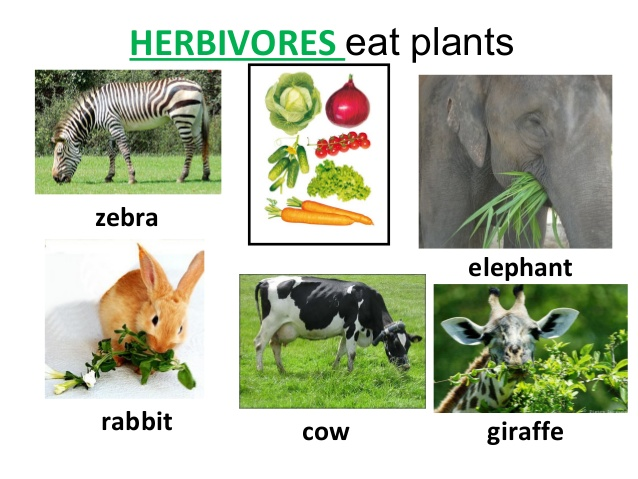 HERBIVORES eat plants
zebra
elephant
rabbit
cow
giraffe